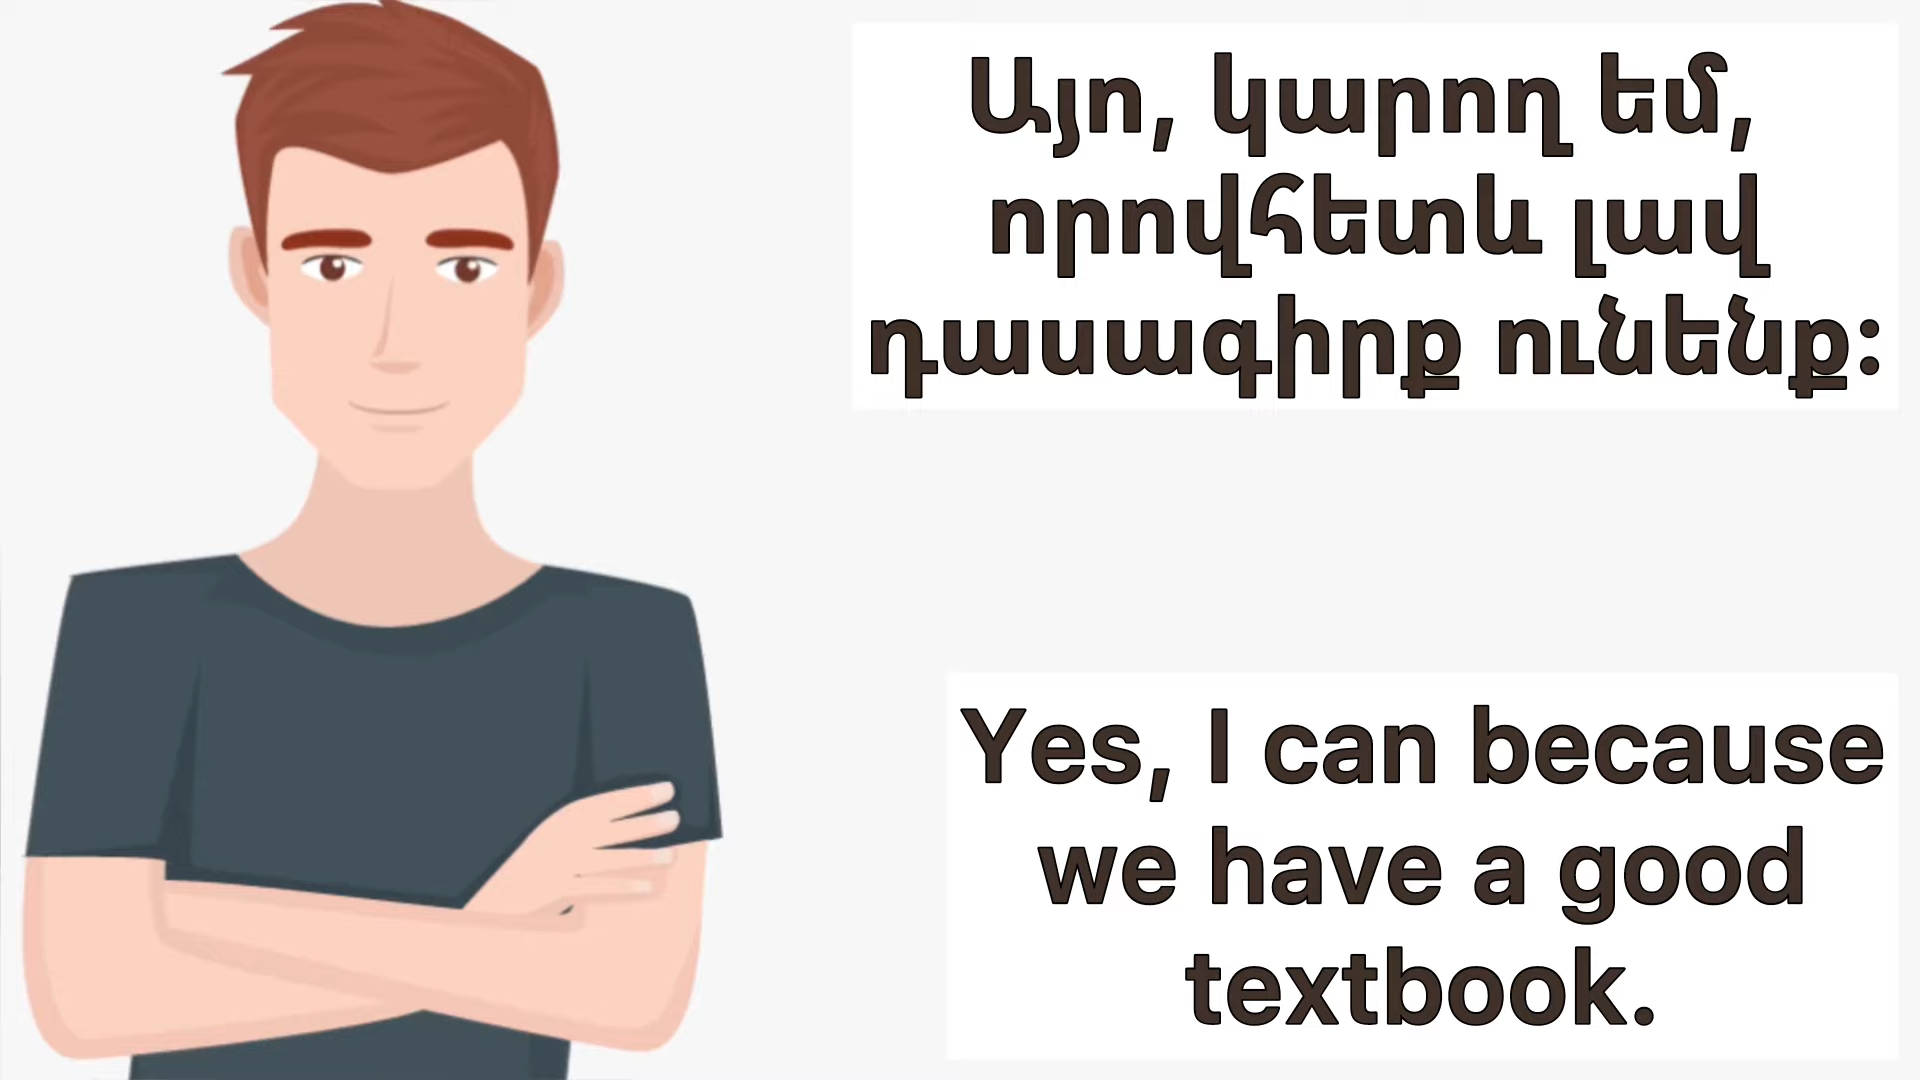 Այո, կարող եմ,
որովհետև լավ
դասագիրք ունենք:
Yes, I can because
we have a good
textbook.